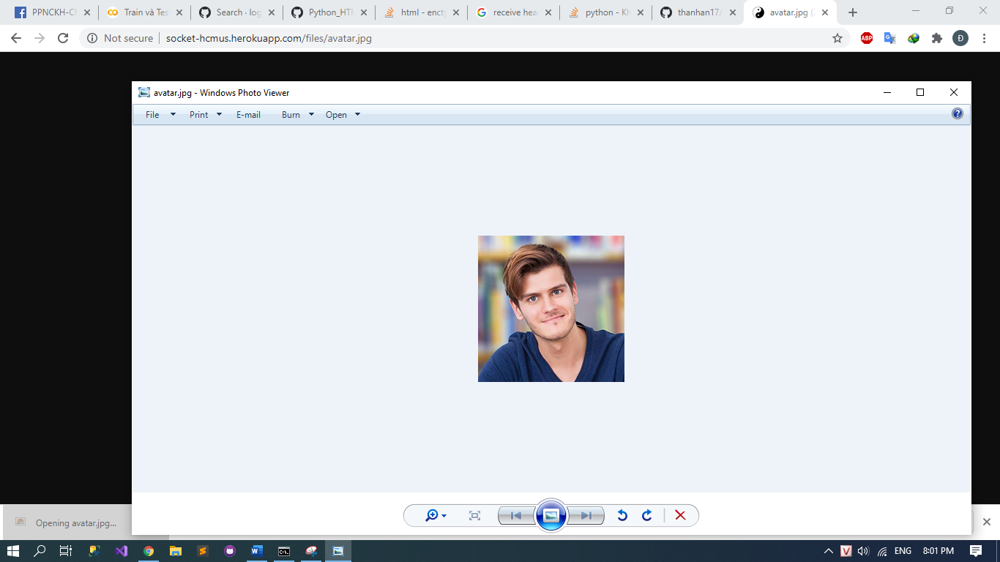 PPNCKH-C
Train và Tes
Search · log
Python_HT
html - encty
receive hea
python - Kh
thanhan17/
avatar.jpg (
Not secure socket-hcmus.herokuapp.com/files/avatar.jpg
ABP
Đ
avatar.jpg - Windows Photo Viewer
File Print E-mail Burn Open
Opening avatar.jpg...
ENG 8:01 PM